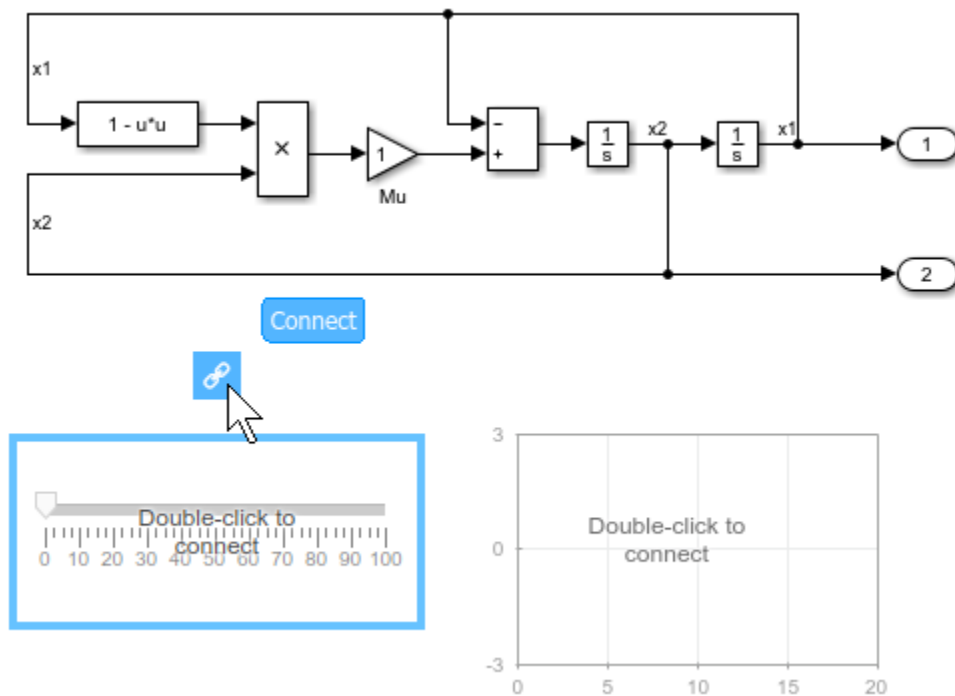 x1
1 - u*u
×
1
Mu
−
+
1
s
x2
1
s
x1
1
x2
2
Connect
Double-click to
connect
0 10 20 30 40 50 60 70 80 90 100
3
0
-3
Double-click to
connect
0 5 10 15 20